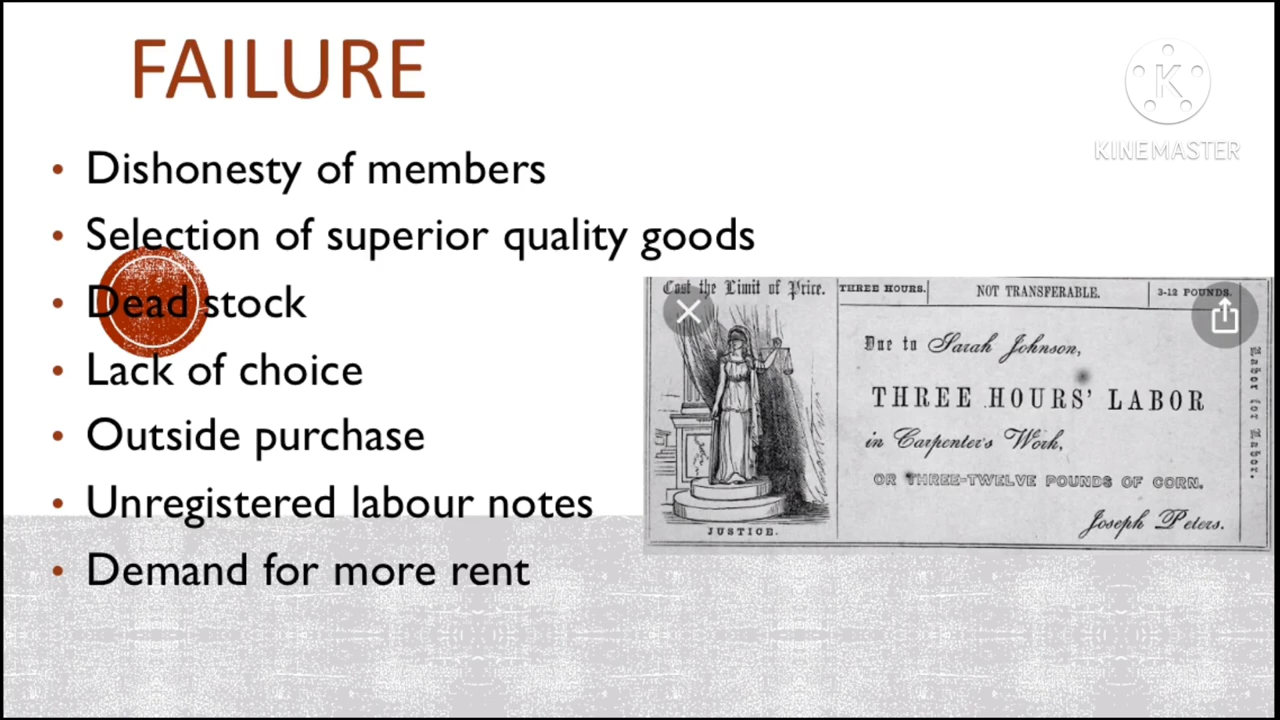 FAILURE
• Dishonesty of members
• Selection of superior quality goods
• Dead stock
• Lack of choice
• Outside purchase
• Unregistered labour notes
• Demand for more rent
K
KINEMASTER
Cost the Limit of Price.
JUSTICE.
THREE HOURS.
NOT TRANSFERABLE.
3-12 POUNDS.
Due to Sarah Johnson,
THREE HOURS' LABOR
in Carpenter's Work,
OR THREE-TWELVE POUNDS OF CORN.
Joseph Peters.
Labor for Labor.